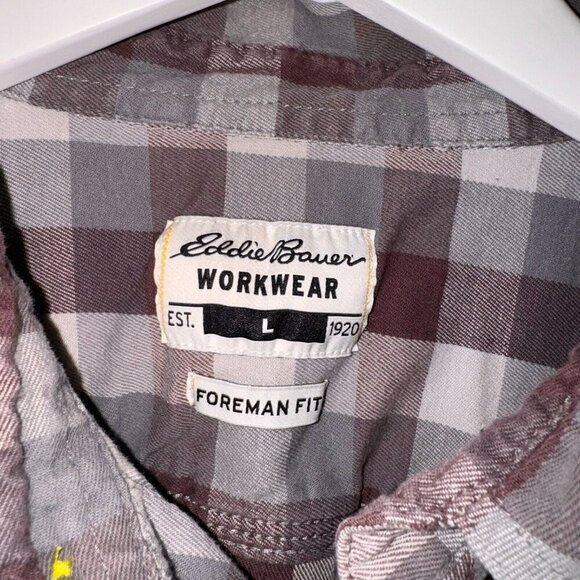 Eddie Bauer
WORKWEAR
EST. L 1920
FOREMAN FIT